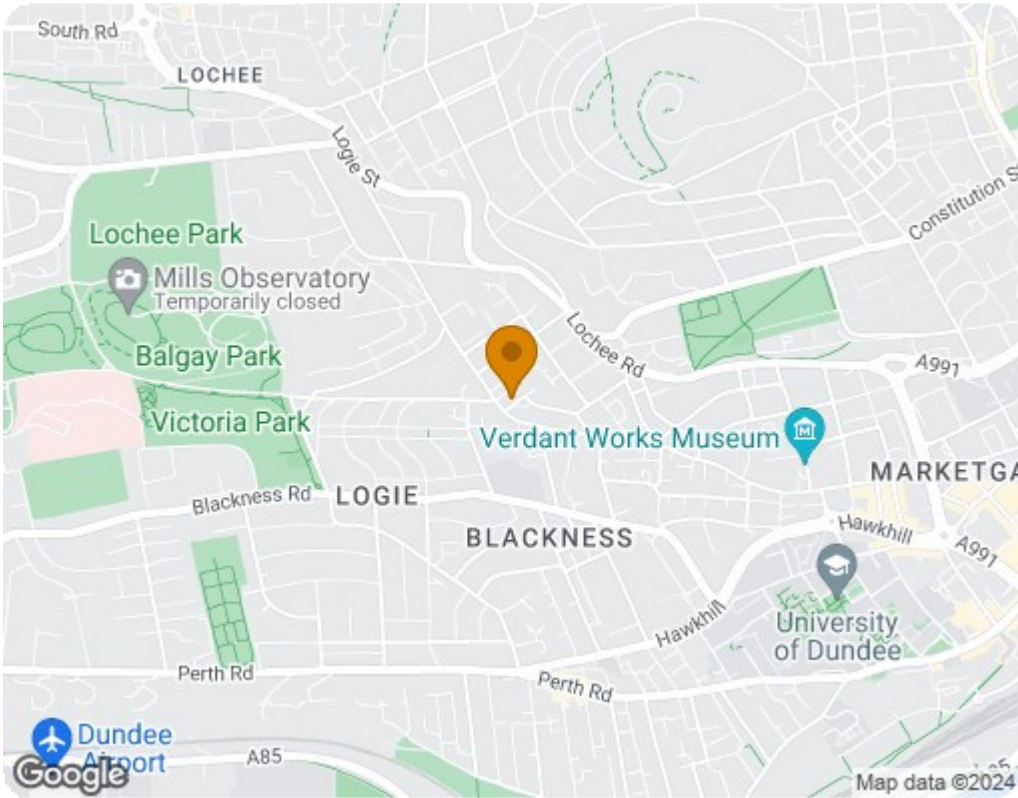 South Rd
LOCHEE
Logie St
Constitution S
Lochee Park
Mills Observatory
Temporarily closed
Balgay Park
Lochee Rd
A991
Victoria Park
Verdant Works Museum
MARKETGA
Blackness Rd
LOGIE
BLACKNESS
Hawkhill
A991
Hawkhill
University
of Dundee
Perth Rd
Perth Rd
Dundee
Airport
A85
Google
Map data ©2024